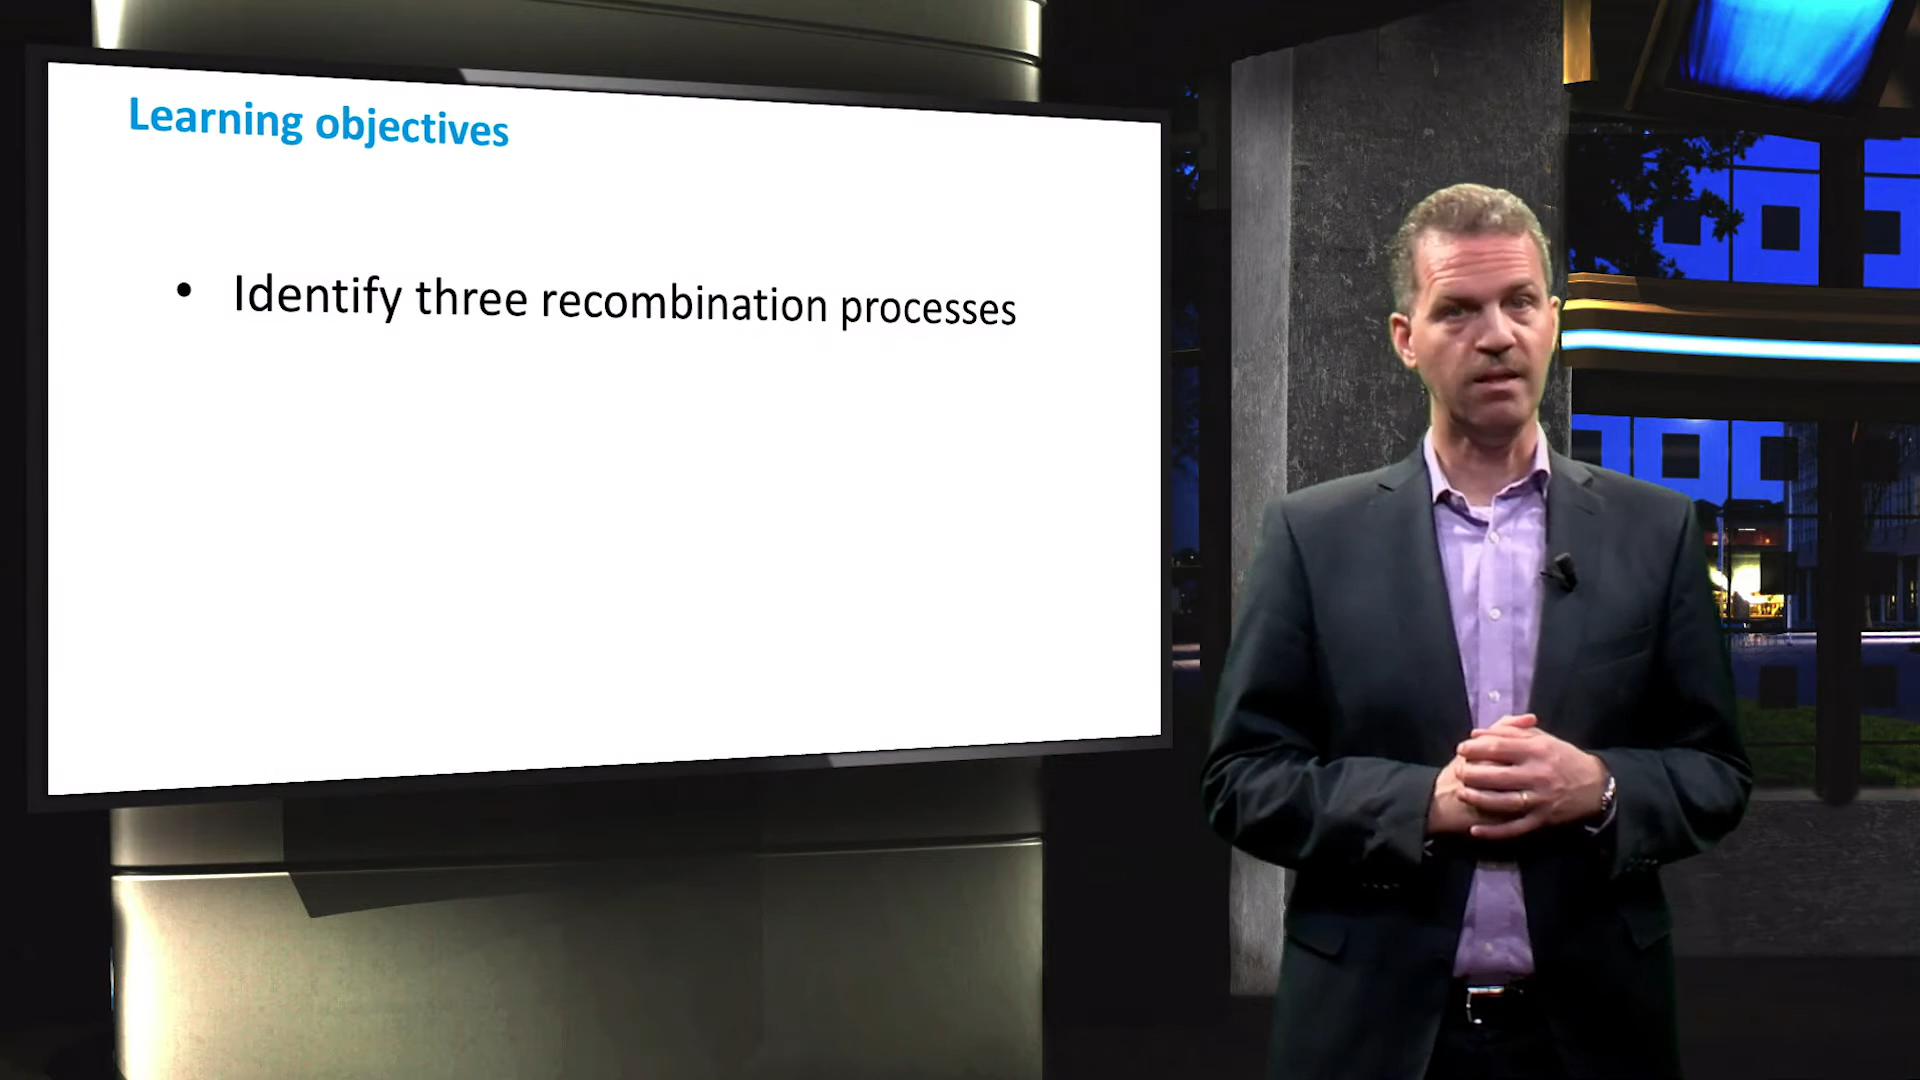 Learning objectives
• Identify three recombination processes